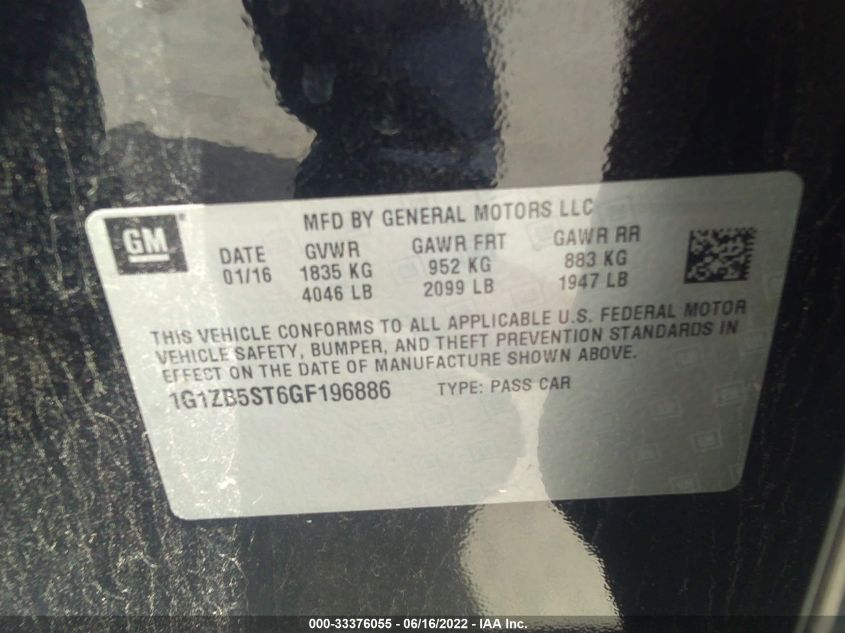 GM
MFD BY GENERAL MOTORS LLC
DATE GVWR GAWR FRT GAWR RR
01/16 1835 KG 952 KG 883 KG
4046 LB 2099 LB 1947 LB
THIS VEHICLE CONFORMS TO ALL APPLICABLE U.S. FEDERAL MOTOR
VEHICLE SAFETY, BUMPER, AND THEFT PREVENTION STANDARDS IN
EFFECT ON THE DATE OF MANUFACTURE SHOWN ABOVE.
1G1ZB5ST6GF196886 TYPE: PASS CAR
000-33376055 - 06/16/2022 - IAA Inc.